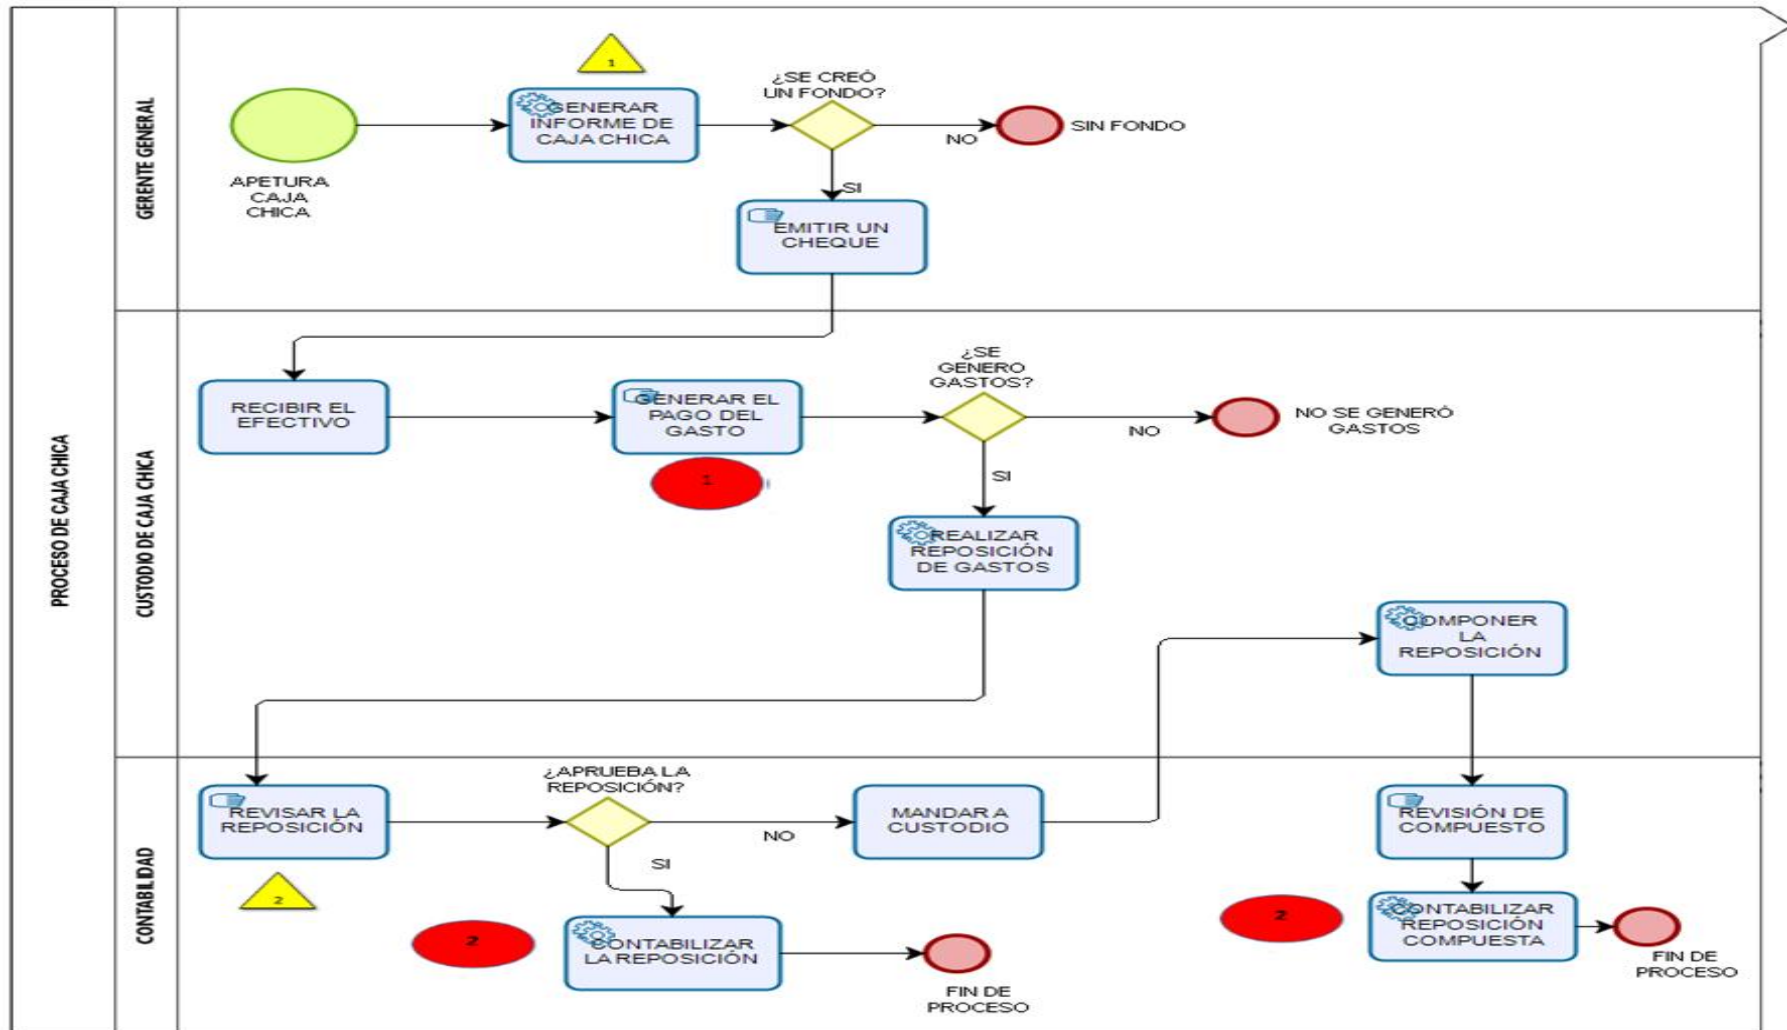 PROCESO DE CAJA CHICA
GERENTE GENERAL
1
APETURA
CAJA
CHICA
GENERAR
INFORME DE
CAJA CHICA
¿SE CREÓ
UN FONDO?
NO
SIN FONDO
SI
EMITIR UN
CHEQUE
CUSTODIO DE CAJA CHICA
RECIBIR EL
EFECTIVO
GENERAR EL
PAGO DEL
GASTO
1
¿SE
GENERO
GASTOS?
NO
NO SE GENERÓ
GASTOS
SI
REALIZAR
REPOSICIÓN
DE GASTOS
COMPONER
LA
REPOSICIÓN
CONTABILIDAD
REVISAR LA
REPOSICIÓN
2
¿APRUEBA LA
REPOSICIÓN?
NO
MANDAR A
CUSTODIO
SI
2
CONTABILIZAR
LA REPOSICIÓN
FIN DE
PROCESO
REVISIÓN DE
COMPUESTO
2
CONTABILIZAR
REPOSICIÓN
COMPUESTA
FIN DE
PROCESO